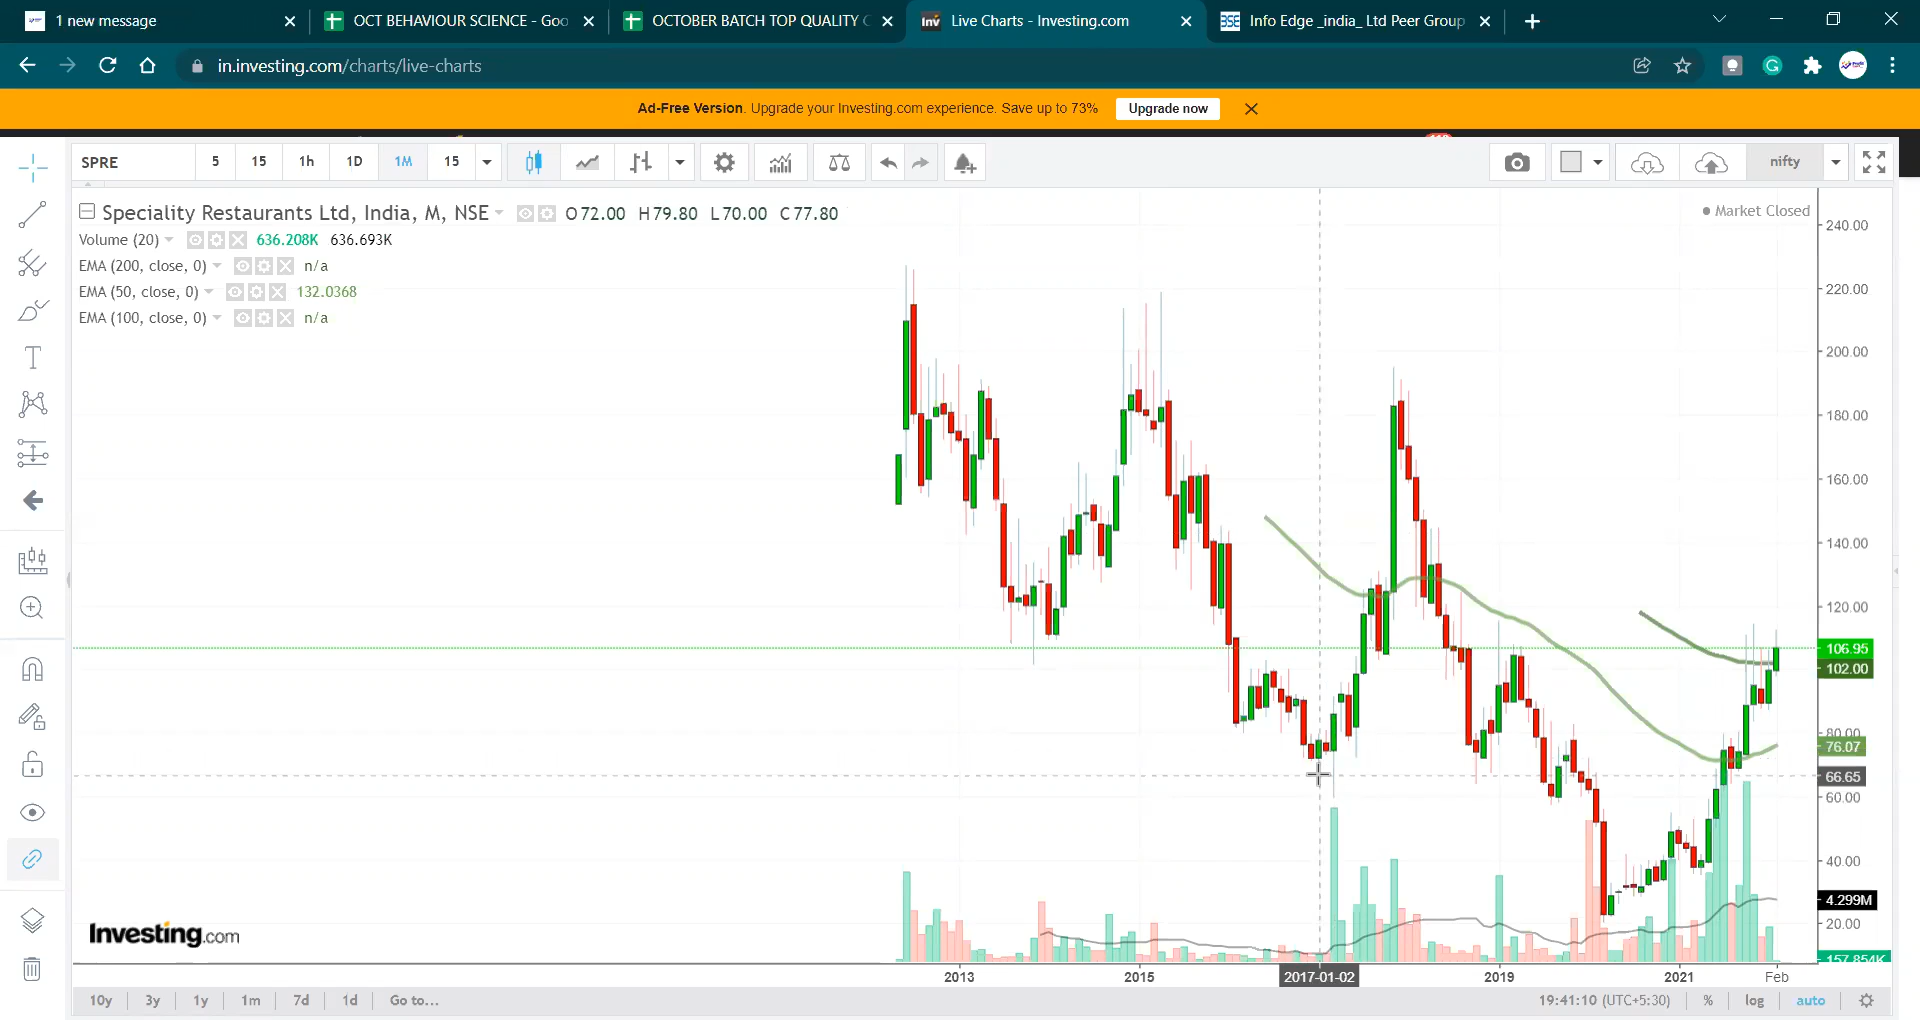 1 new message
OCT BEHAVIOUR SCIENCE - Goo
OCTOBER BATCH TOP QUALITY C
Inv
Live Charts - Investing.com
BSE
Info Edge _india_ Ltd Peer Group
in.investing.com/charts/live-charts
Ad-Free Version. Upgrade your Investing.com experience. Save up to 73%
Upgrade now
SPRE
5
15
1h
1D
1M
15
nifty
Speciality Restaurants Ltd, India, M, NSE
O 72.00 H 79.80 L 70.00 C 77.80
Market Closed
Volume (20) 636.208K 636.693K
EMA (200, close, 0) n/a
EMA (50, close, 0) 132.0368
EMA (100, close, 0) n/a
240.00
220.00
200.00
180.00
160.00
140.00
120.00
106.95
102.00
80.00
76.07
66.65
60.00
40.00
4.299M
20.00
157.854K
Investing.com
2013
2015
2017-01-02
2019
2021
Feb
10y
3y
1y
1m
7d
1d
Go to...
19:41:10 (UTC+5:30)
%
log
auto